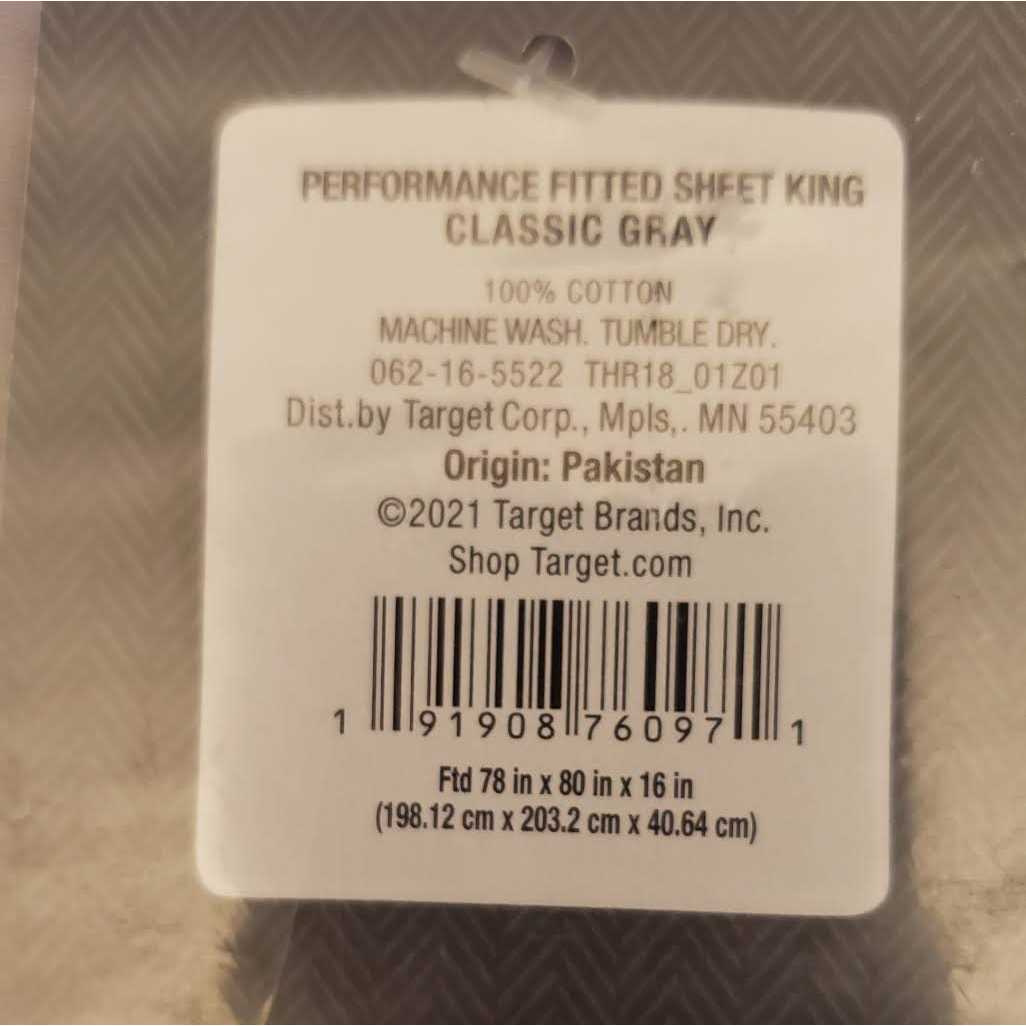 PERFORMANCE FITTED SHEET KING
CLASSIC GRAY
100% COTTON
MACHINE WASH. TUMBLE DRY.
062-16-5522 THR18_01Z01
Dist.by Target Corp., Mpls,. MN 55403
Origin: Pakistan
©2021 Target Brands, Inc.
Shop Target.com
1 91908 76097 1
Ftd 78 in x 80 in x 16 in
(198.12 cm x 203.2 cm x 40.64 cm)